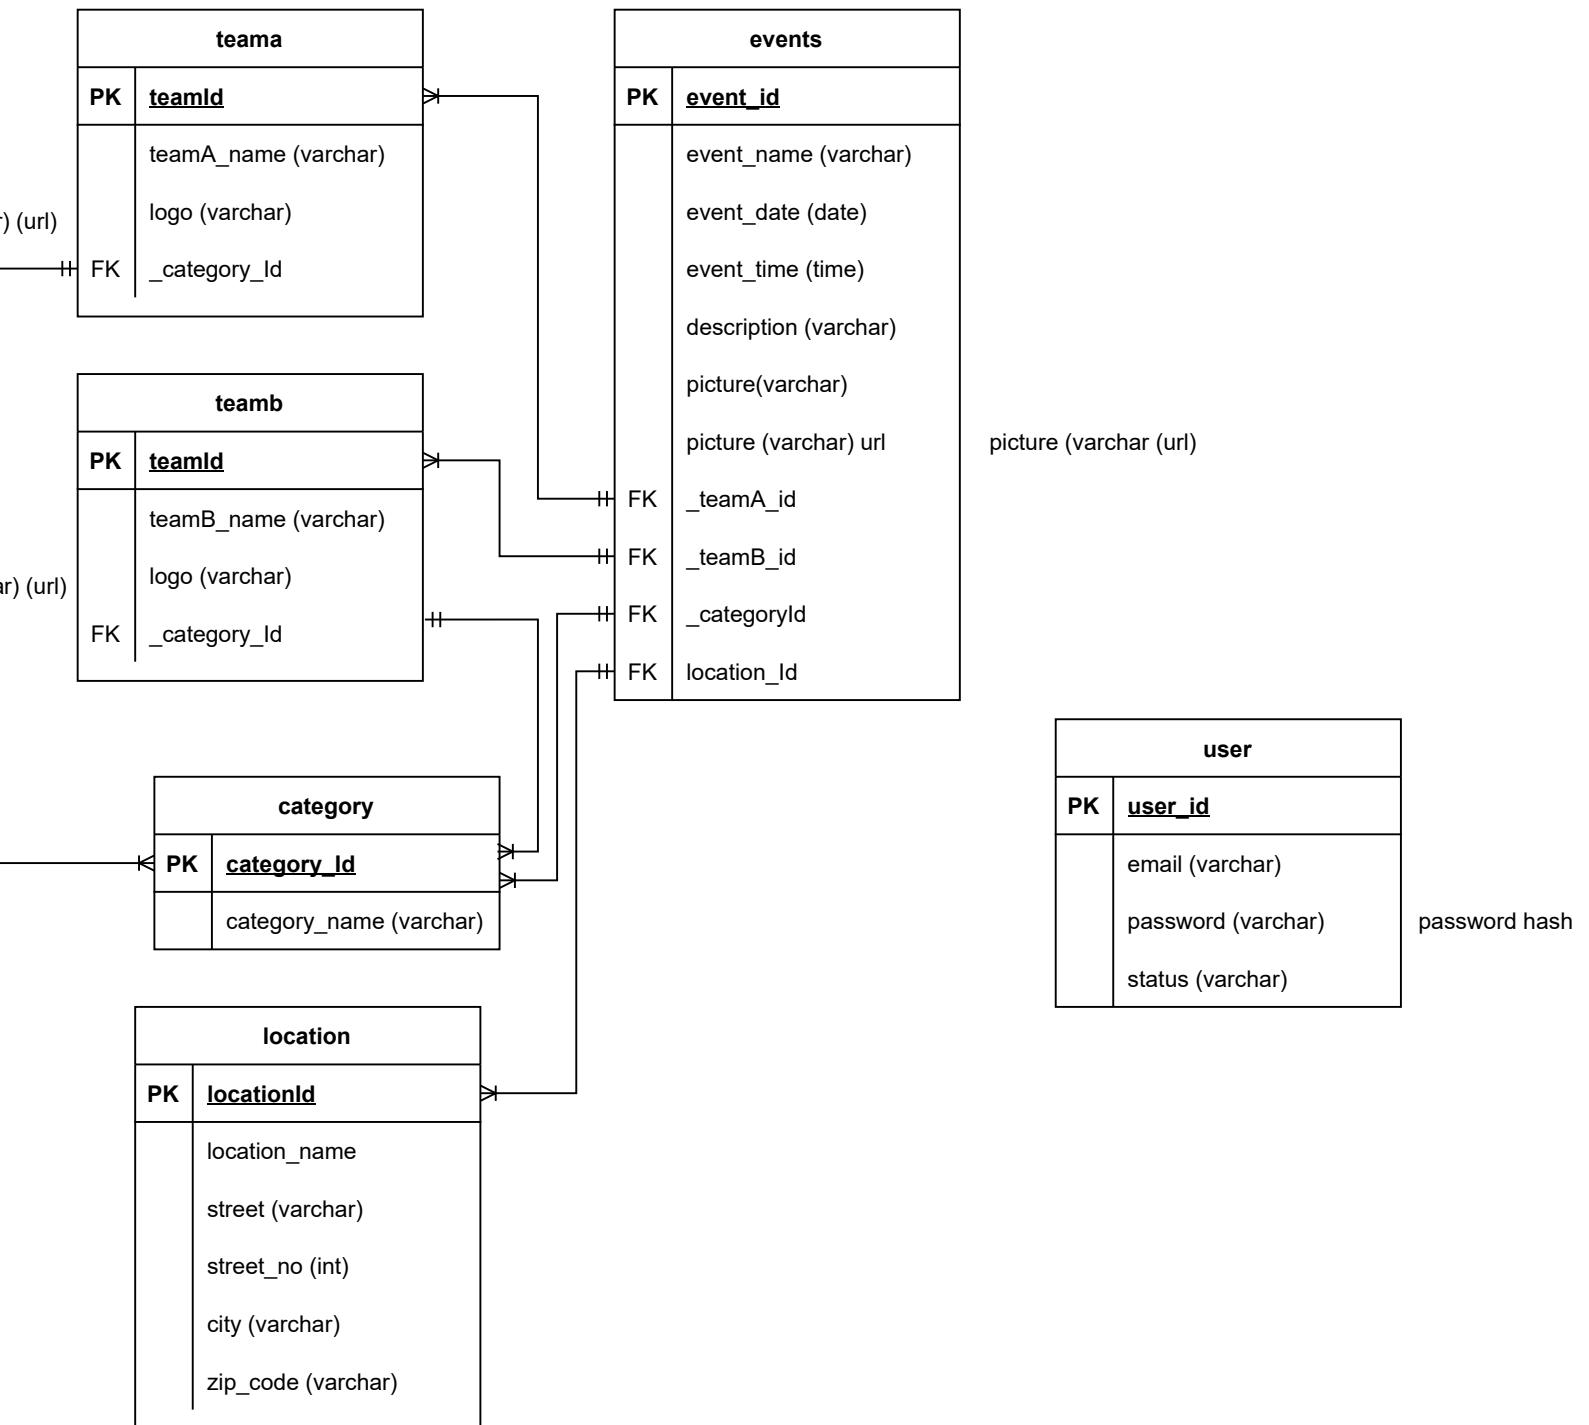 teama
PK teamId
teamA_name (varchar)
logo (varchar)
) (url)
FK _category_Id
teamb
PK teamId
teamB_name (varchar)
logo (varchar)
ar) (url)
FK _category_Id
events
PK event_id
event_name (varchar)
event_date (date)
event_time (time)
description (varchar)
picture(varchar)
picture (varchar) url
picture (varchar (url)
FK _teamA_id
FK _teamB_id
FK _categoryId
FK location_Id
category
PK category_Id
category_name (varchar)
user
PK user_id
email (varchar)
password (varchar)
password hash
status (varchar)
location
PK locationId
location_name
street (varchar)
street_no (int)
city (varchar)
zip_code (varchar)